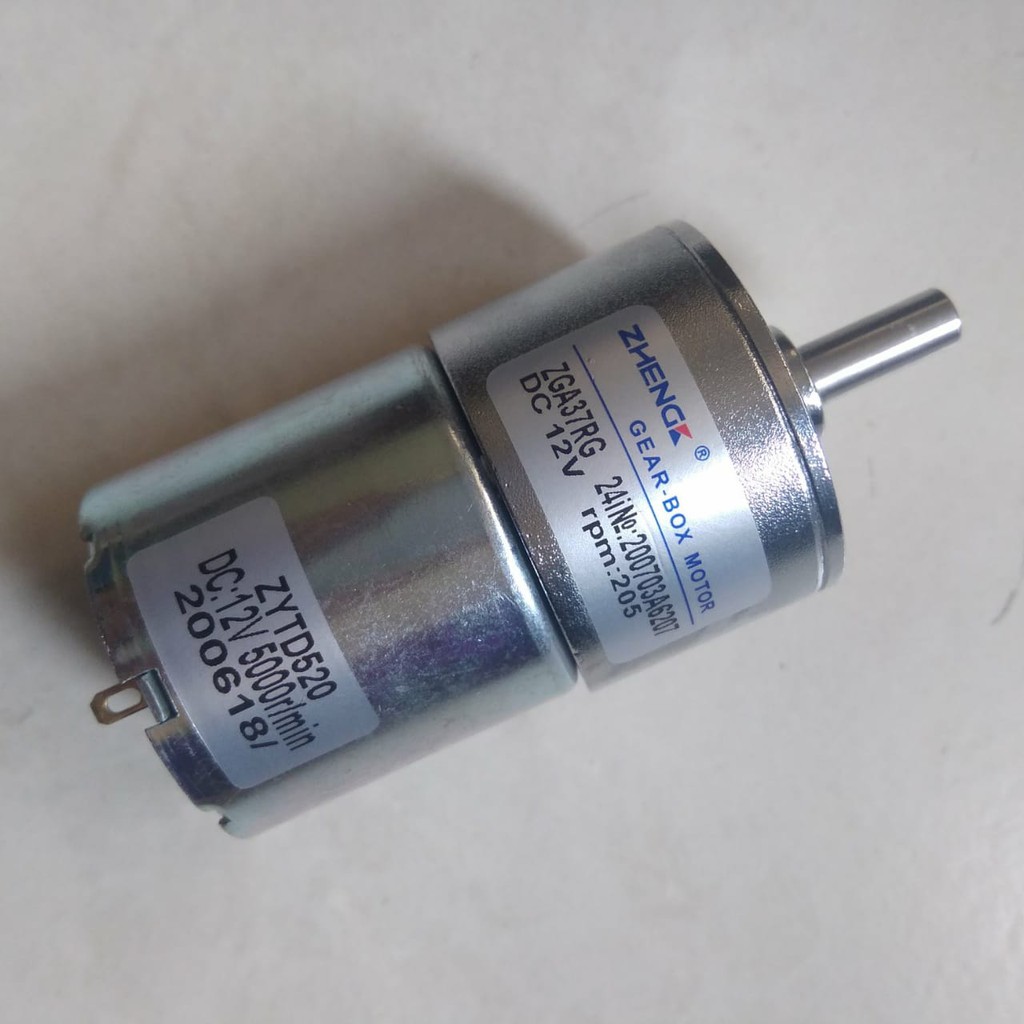 ZHENGK ®
GEAR-BOX MOTOR
ZGA37RG 24i№:200703A6207
DC 12V rpm:205
ZYTD520
DC:12V 5000r/min
200618/